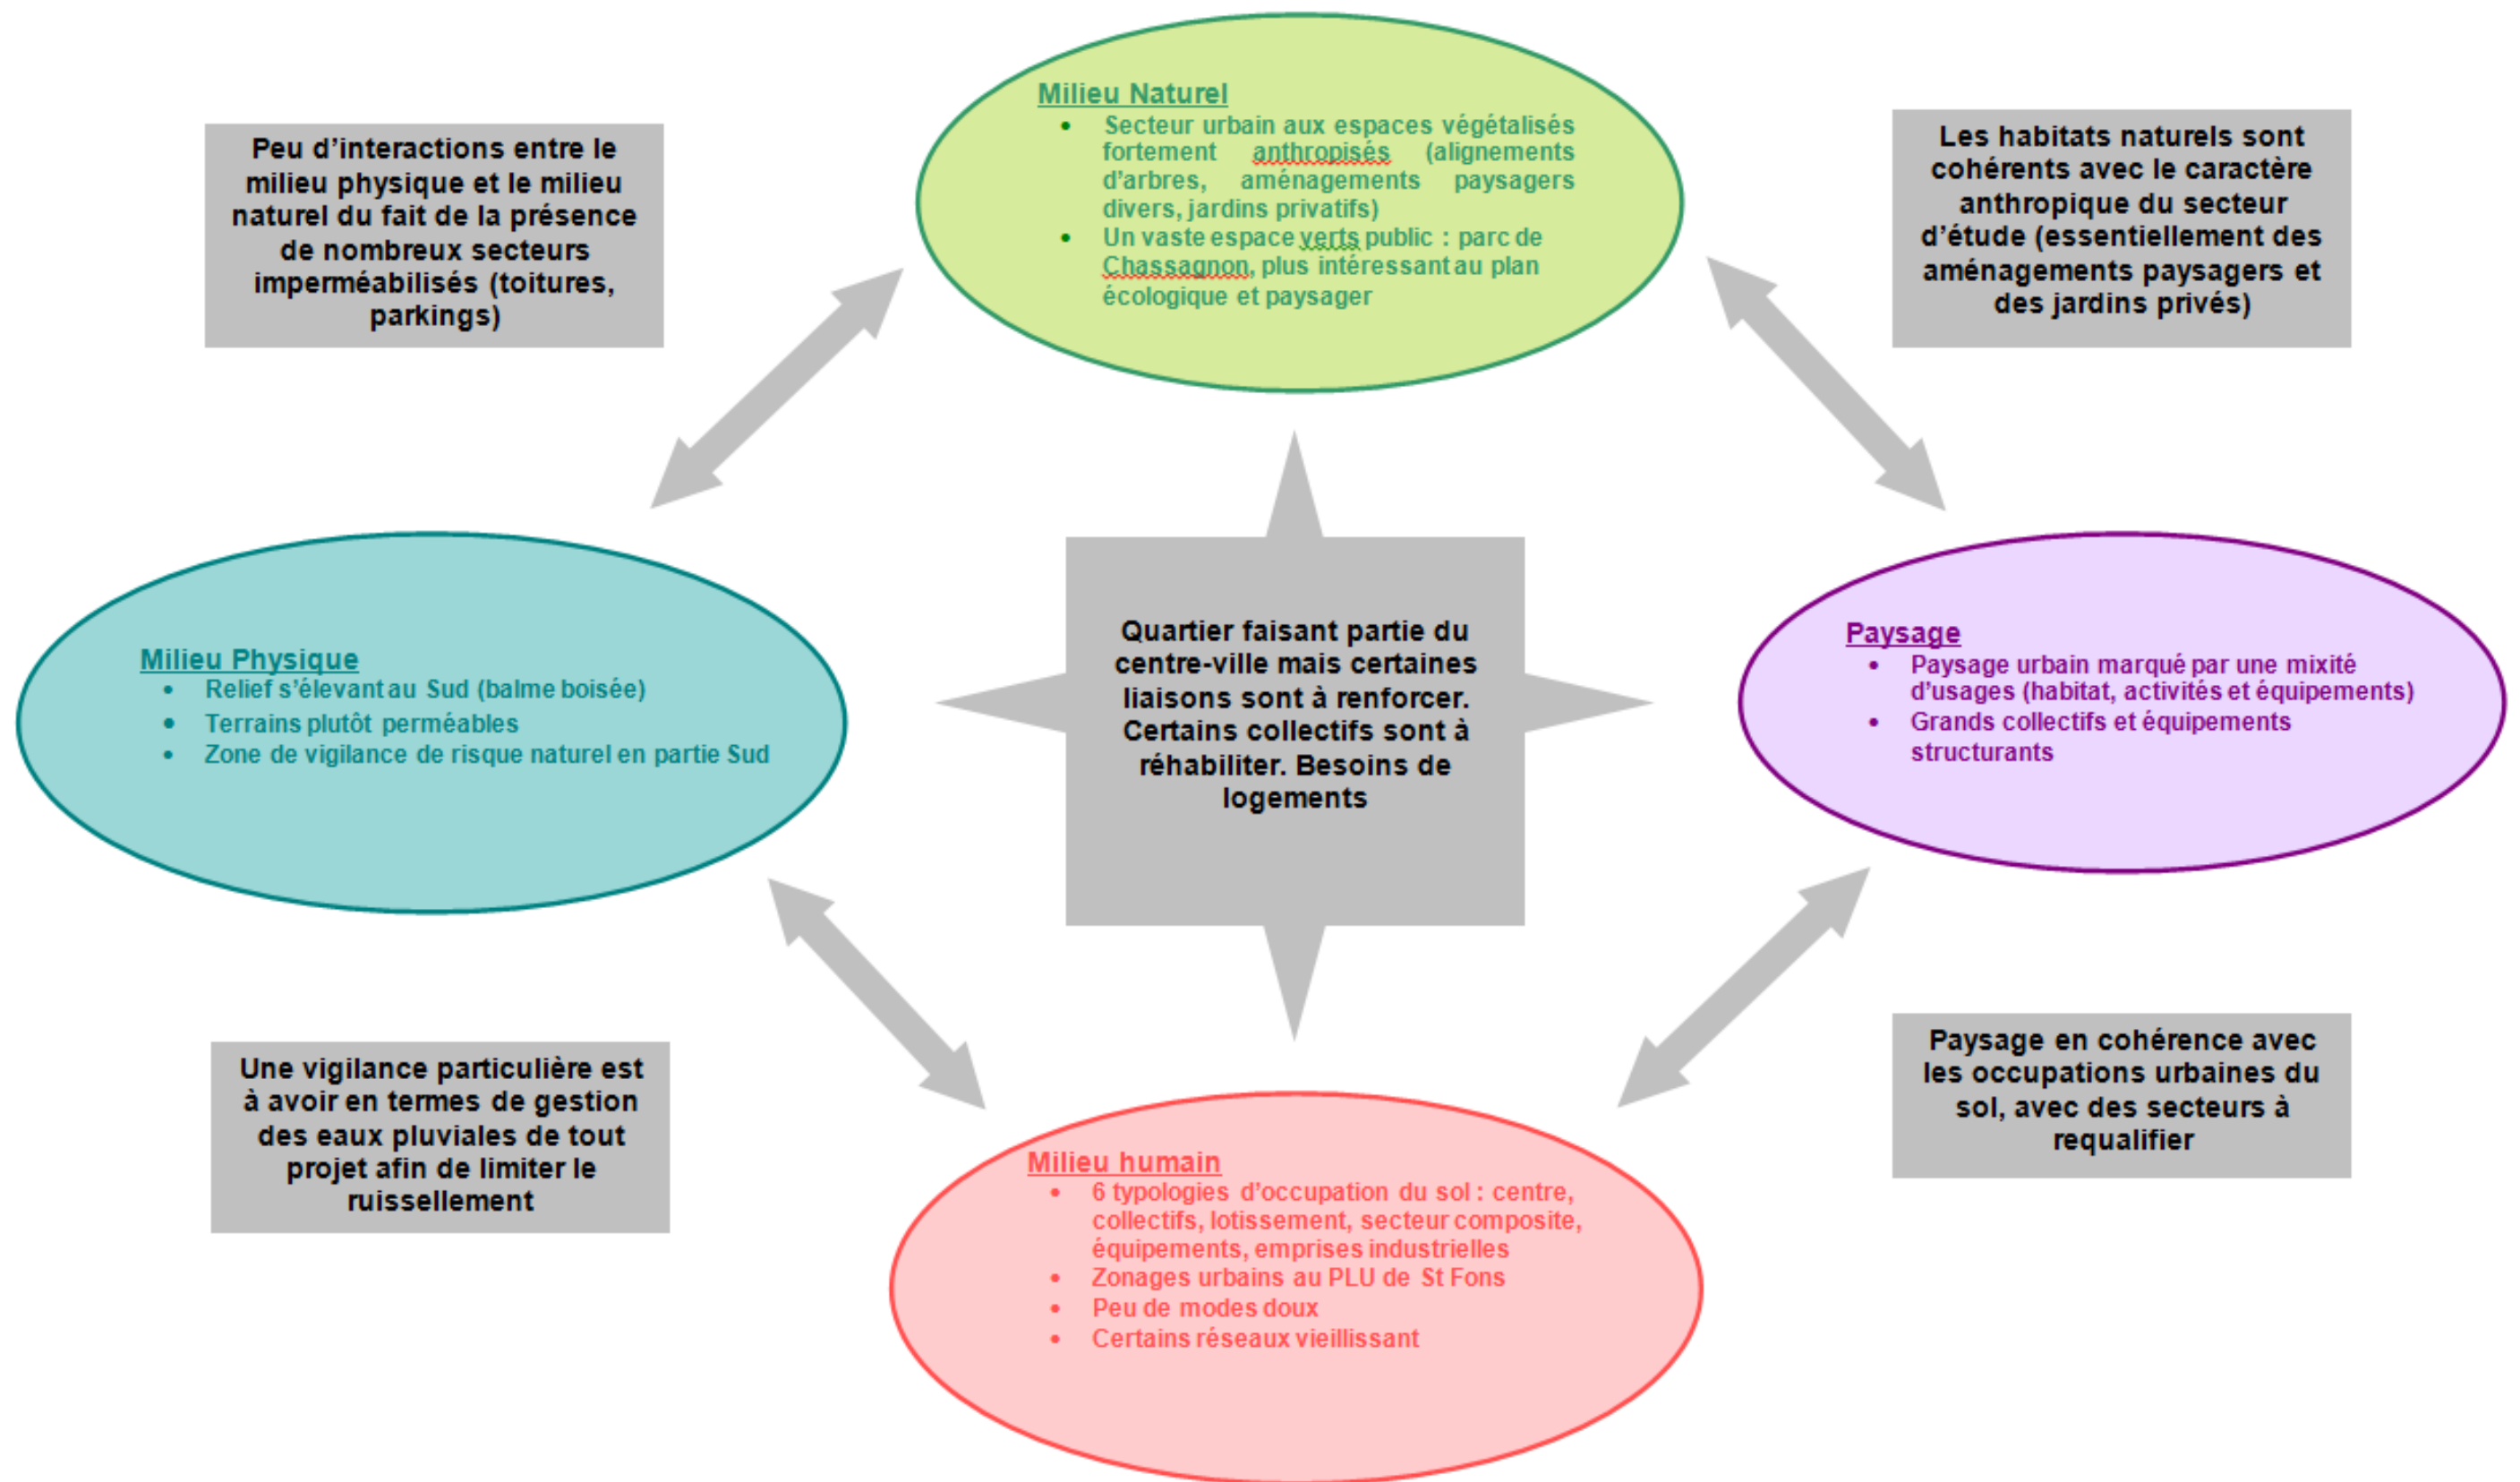 Milieu Naturel
• Secteur urbain aux espaces végétalisés
fortement anthropisés (alignements
d’arbres, aménagements paysagers
divers, jardins privatifs)
• Un vaste espace verts public : parc de
Chassagnon, plus intéressant au plan
écologique et paysager
Peu d’interactions entre le
milieu physique et le milieu
naturel du fait de la présence
de nombreux secteurs
imperméabilisés (toitures,
parkings)
Les habitats naturels sont
cohérents avec le caractère
anthropique du secteur
d’étude (essentiellement des
aménagements paysagers et
des jardins privés)
Milieu Physique
• Relief s’élevant au Sud (balme boisée)
• Terrains plutôt perméables
• Zone de vigilance de risque naturel en partie Sud
Quartier faisant partie du
centre-ville mais certaines
liaisons sont à renforcer.
Certains collectifs sont à
réhabiliter. Besoins de
logements
Paysage
• Paysage urbain marqué par une mixité
d’usages (habitat, activités et équipements)
• Grands collectifs et équipements
structurants
Une vigilance particulière est
à avoir en termes de gestion
des eaux pluviales de tout
projet afin de limiter le
ruissellement
Paysage en cohérence avec
les occupations urbaines du
sol, avec des secteurs à
requalifier
Milieu humain
• 6 typologies d’occupation du sol : centre,
collectifs, lotissement, secteur composite,
équipements, emprises industrielles
• Zonages urbains au PLU de St Fons
• Peu de modes doux
• Certains réseaux vieillissant